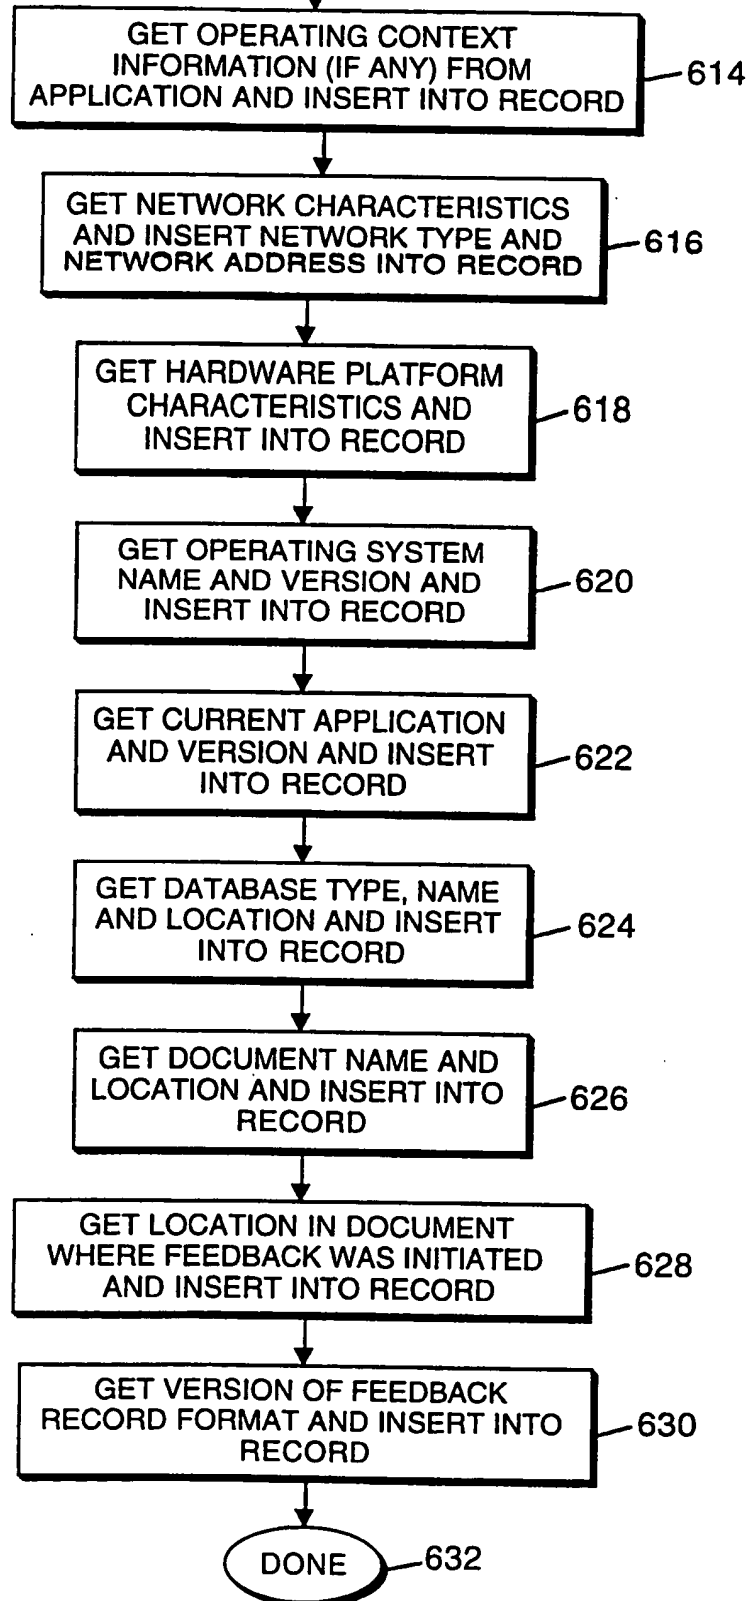 GET OPERATING CONTEXT
INFORMATION (IF ANY) FROM
APPLICATION AND INSERT INTO RECORD
614
GET NETWORK CHARACTERISTICS
AND INSERT NETWORK TYPE AND
NETWORK ADDRESS INTO RECORD
616
GET HARDWARE PLATFORM
CHARACTERISTICS AND
INSERT INTO RECORD
618
GET OPERATING SYSTEM
NAME AND VERSION AND
INSERT INTO RECORD
620
GET CURRENT APPLICATION
AND VERSION AND INSERT
INTO RECORD
622
GET DATABASE TYPE, NAME
AND LOCATION AND INSERT
INTO RECORD
624
GET DOCUMENT NAME AND
LOCATION AND INSERT INTO
RECORD
626
GET LOCATION IN DOCUMENT
WHERE FEEDBACK WAS INITIATED
AND INSERT INTO RECORD
628
GET VERSION OF FEEDBACK
RECORD FORMAT AND INSERT INTO
RECORD
630
DONE
632